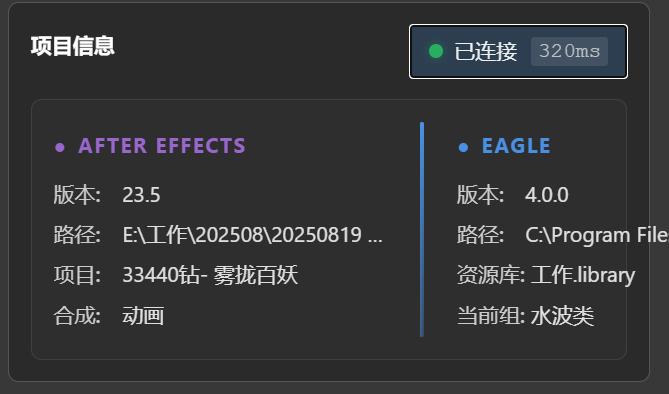 项目信息
已连接 320ms
AFTER EFFECTS
版本: 23.5
路径: E:\工作\202508\20250819 ...
项目: 33440钻- 雾拢百妖
合成: 动画
EAGLE
版本: 4.0.0
路径: C:\Program Files
资源库: 工作.library
当前组: 水波类